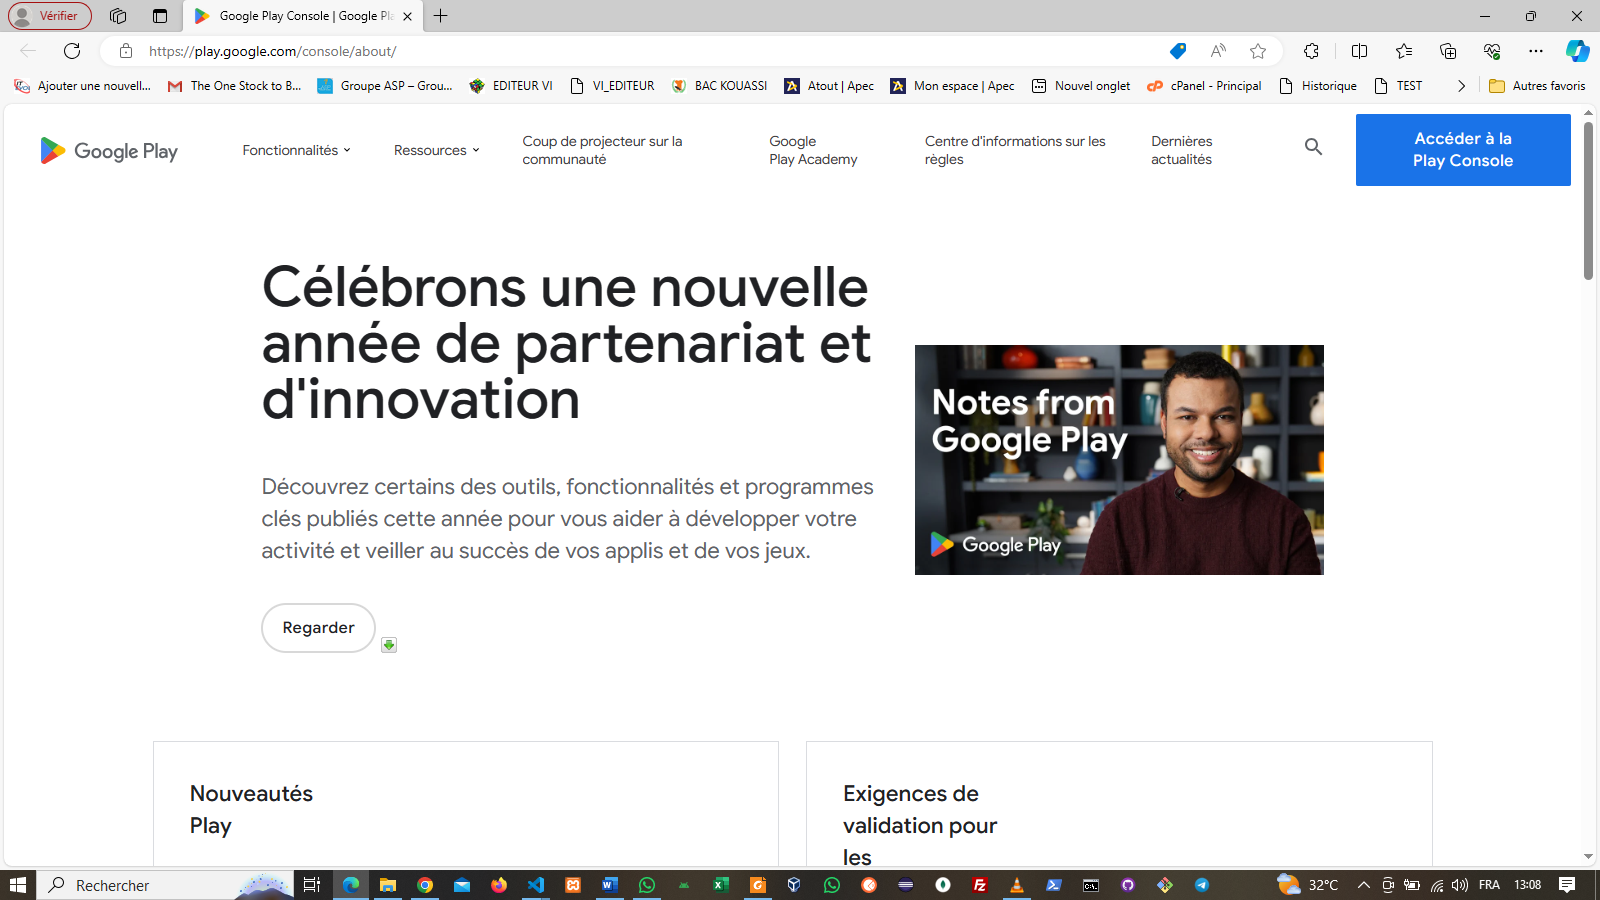 Vérifier
Google Play Console | Google Pla
https://play.google.com/console/about/
Ajouter une nouvell...
The One Stock to B...
Groupe ASP – Grou...
EDITEUR VI
VI_EDITEUR
BAC KOUASSI
Atout | Apec
Mon espace | Apec
Nouvel onglet
cPanel - Principal
Historique
TEST
Autres favoris
Google Play
Fonctionnalités
Ressources
Coup de projecteur sur la
communauté
Google
Play Academy
Centre d'informations sur les
règles
Dernières
actualités
Accéder à la
Play Console
Célébrons une nouvelle
année de partenariat et
d'innovation
Notes from
Google Play
Google Play
Découvrez certains des outils, fonctionnalités et programmes
clés publiés cette année pour vous aider à développer votre
activité et veiller au succès de vos applis et de vos jeux.
Regarder
Nouveautés
Play
Exigences de
validation pour
les
Rechercher
32°C
FRA
13:08